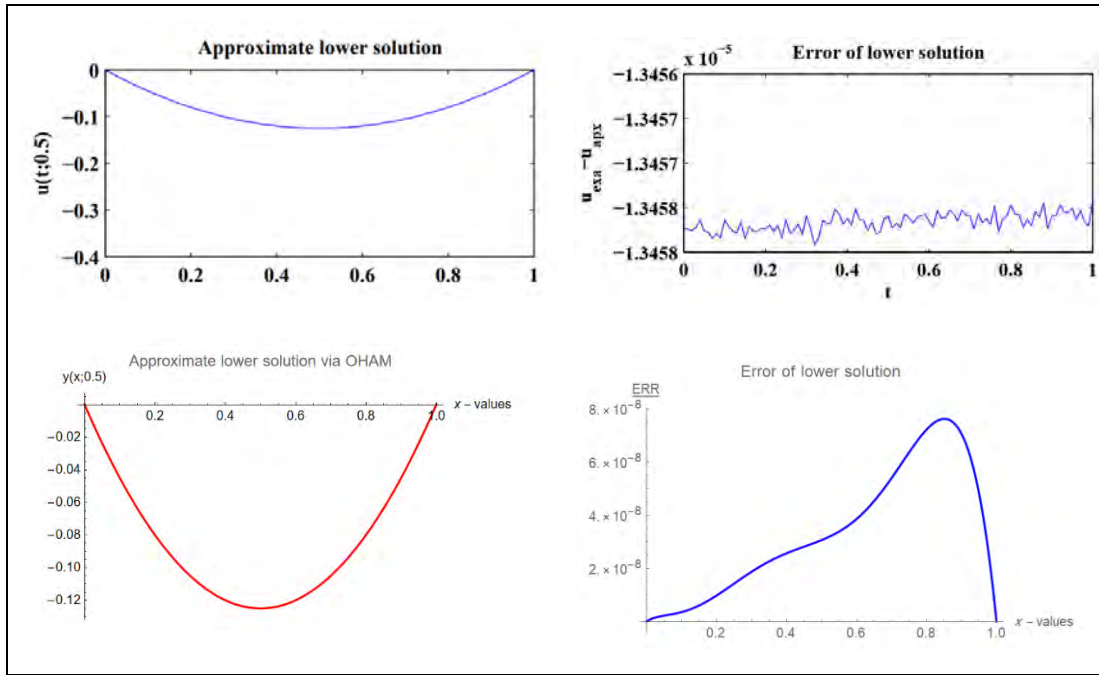 Approximate lower solution
0
−0.1
−0.2
−0.3
−0.4
u(t;0.5)
0 0.2 0.4 0.6 0.8 1
Error of lower solution
x 10⁻⁵
−1.3456
−1.3457
−1.3457
−1.3458
−1.3458
u_exa −u_apx
0 0.2 0.4 0.6 0.8 1
t
Approximate lower solution via OHAM
y(x;0.5)
x − values
0.2 0.4 0.6 0.8 1.0
−0.02
−0.04
−0.06
−0.08
−0.10
−0.12
Error of lower solution
ERR
8. × 10⁻⁸
6. × 10⁻⁸
4. × 10⁻⁸
2. × 10⁻⁸
0.2 0.4 0.6 0.8 1.0
x − values